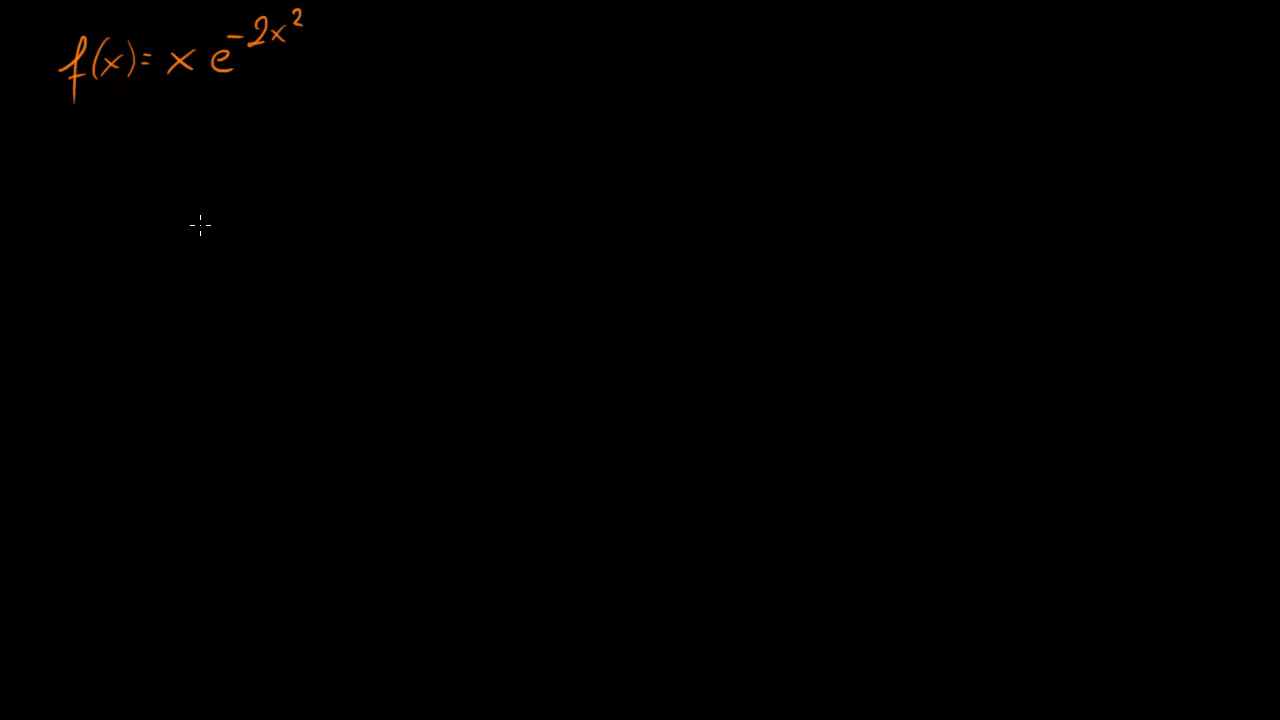 f(x) = x e^{-2x^2}